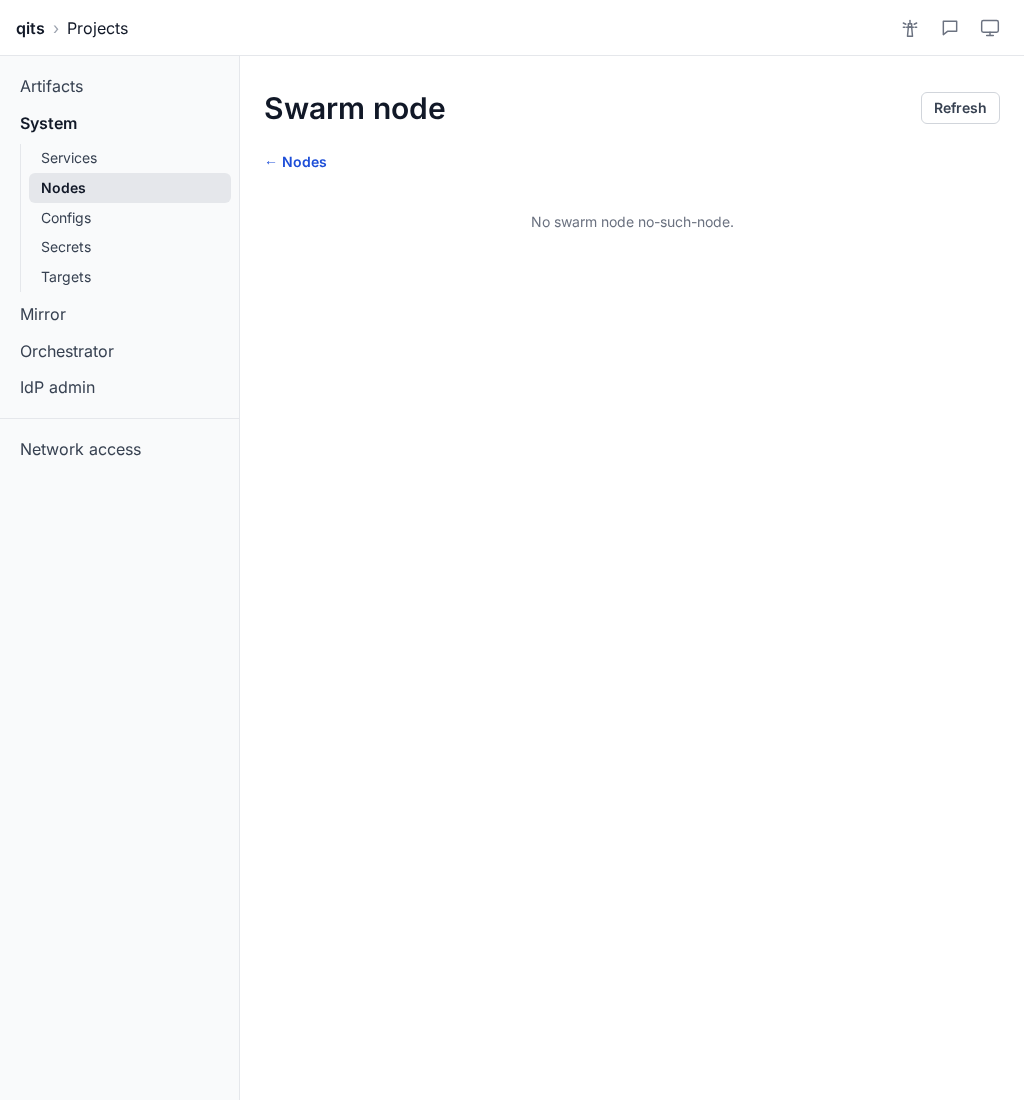 qits › Projects
Artifacts
System
Services
Nodes
Configs
Secrets
Targets
Mirror
Orchestrator
IdP admin
Network access
Swarm node
Refresh
← Nodes
No swarm node no-such-node.